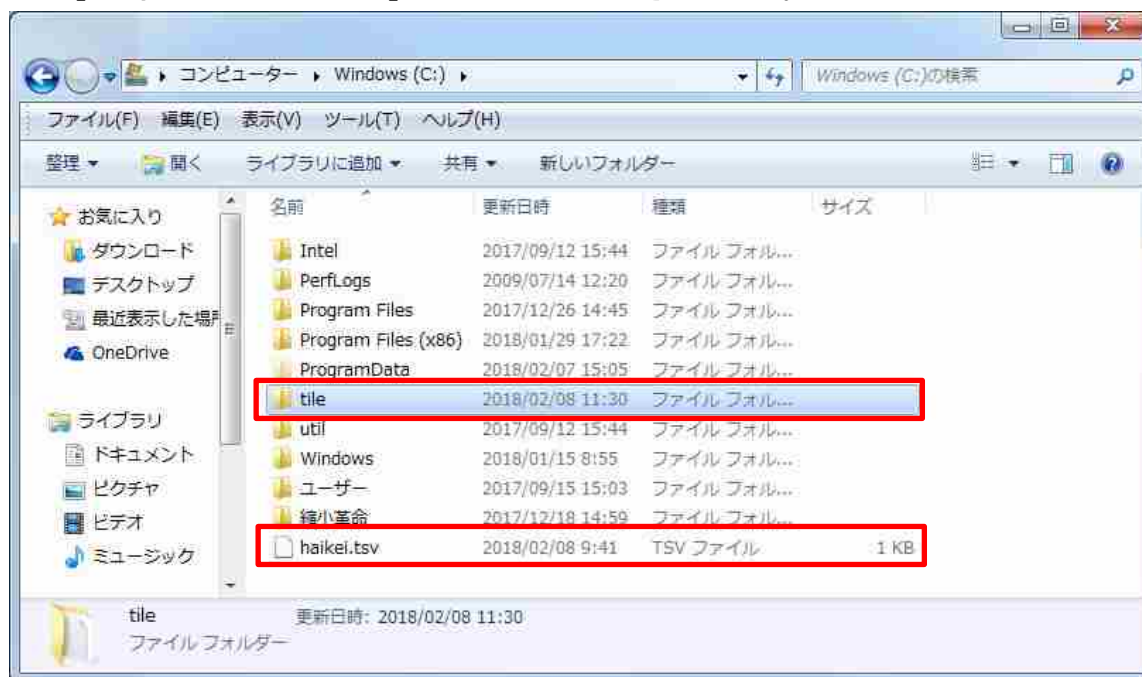 コンピューター ▸ Windows (C:) ▸ Windows (C:)の検索
ファイル(F) 編集(E) 表示(V) ツール(T) ヘルプ(H)
整理 開く ライブラリに追加 共有 新しいフォルダー
名前 更新日時 種類 サイズ
お気に入り
ダウンロード
デスクトップ
最近表示した場所
OneDrive
ライブラリ
ドキュメント
ピクチャ
ビデオ
ミュージック
Intel 2017/09/12 15:44 ファイル フォル...
PerfLogs 2009/07/14 12:20 ファイル フォル...
Program Files 2017/12/26 14:45 ファイル フォル...
Program Files (x86) 2018/01/29 17:22 ファイル フォル...
ProgramData 2018/02/07 15:05 ファイル フォル...
tile 2018/02/08 11:30 ファイル フォル...
util 2017/09/12 15:44 ファイル フォル...
Windows 2018/01/15 8:55 ファイル フォル...
ユーザー 2017/09/15 15:03 ファイル フォル...
縮小革命 2017/12/18 14:59 ファイル フォル...
haikei.tsv 2018/02/08 9:41 TSV ファイル 1 KB
tile 更新日時: 2018/02/08 11:30
ファイル フォルダー